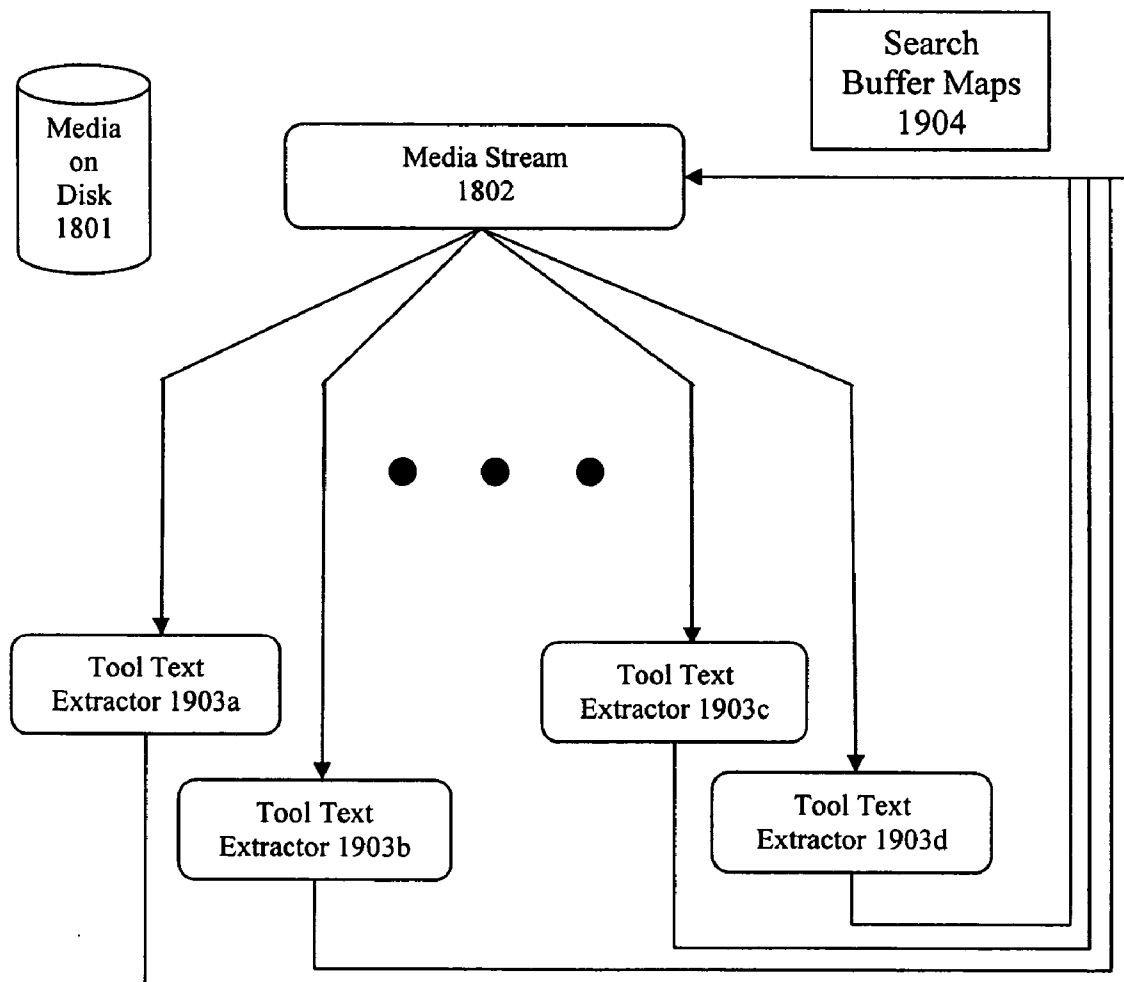 Search
Buffer Maps
1904
Media
on
Disk
1801
Media Stream
1802
Tool Text
Extractor 1903a
Tool Text
Extractor 1903c
Tool Text
Extractor 1903b
Tool Text
Extractor 1903d